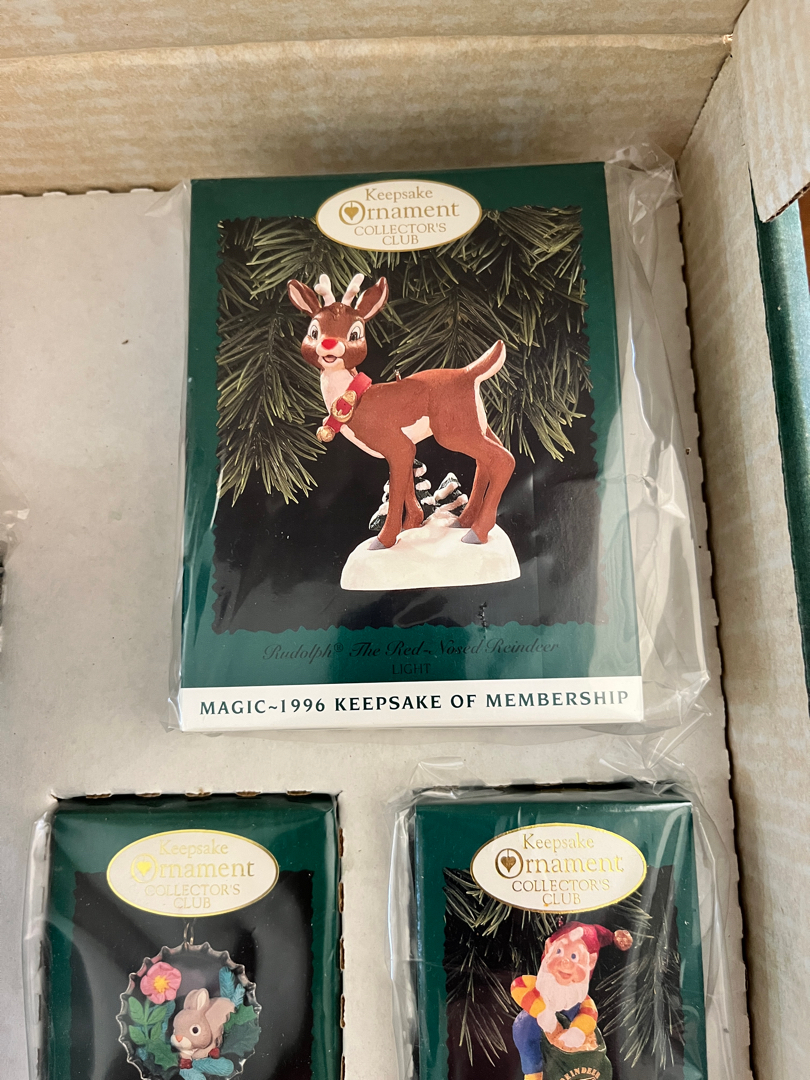 Keepsake
Ornament
COLLECTOR'S
CLUB
Rudolph® The Red~Nosed Reindeer
LIGHT
MAGIC~1996 KEEPSAKE OF MEMBERSHIP
Keepsake
Ornament
COLLECTOR'S
CLUB
Keepsake
Ornament
COLLECTOR'S
CLUB
REINDEER